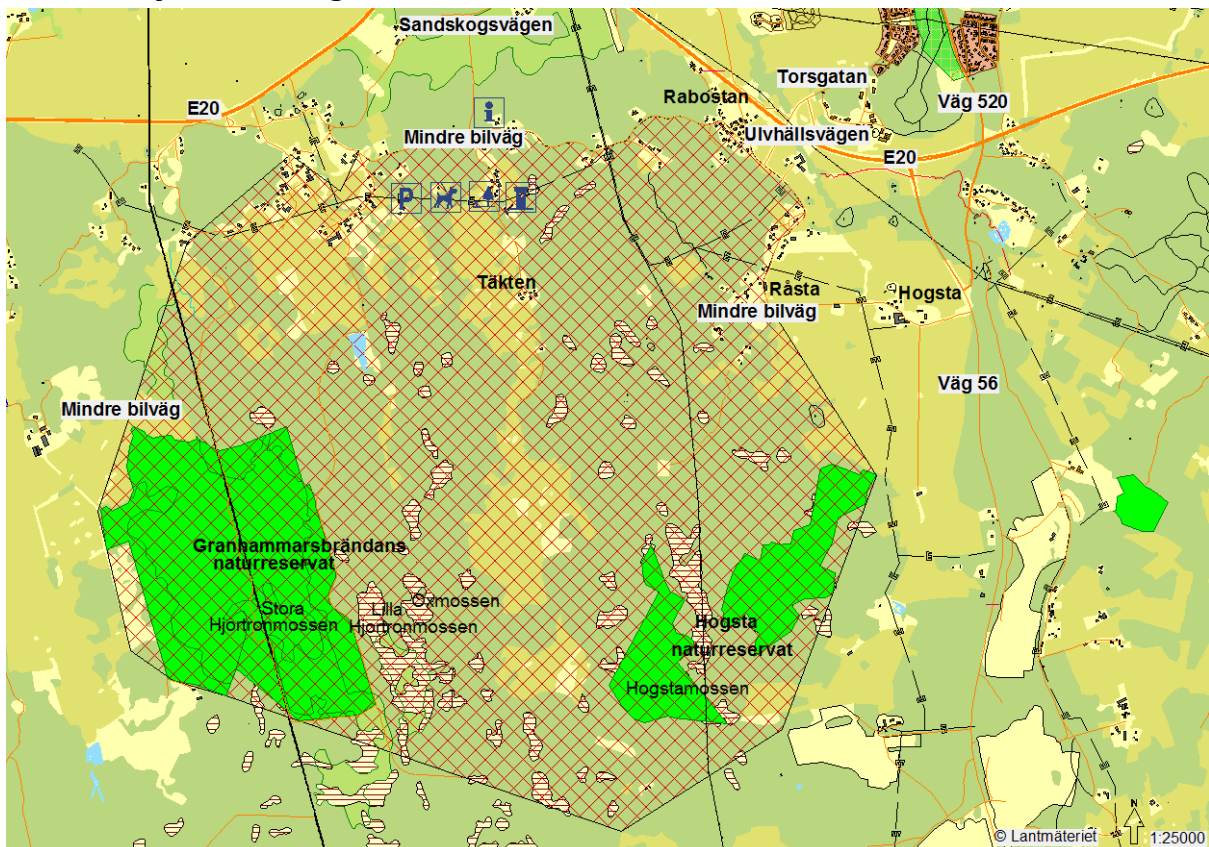 Sandskogsvägen
Torsgatan
Rabostan
Väg 520
E20
i
Mindre bilväg
Ulvhällsvägen
E20
P
Täkten
Råsta
Hogsta
Mindre bilväg
Väg 56
Mindre bilväg
Granhammarsbrändans
naturreservat
Oxmossen
Stora
Hjortronmossen
Lilla
Hjortronmossen
Hogsta
naturreservat
Hogstamossen
N
© Lantmäteriet
1:25000